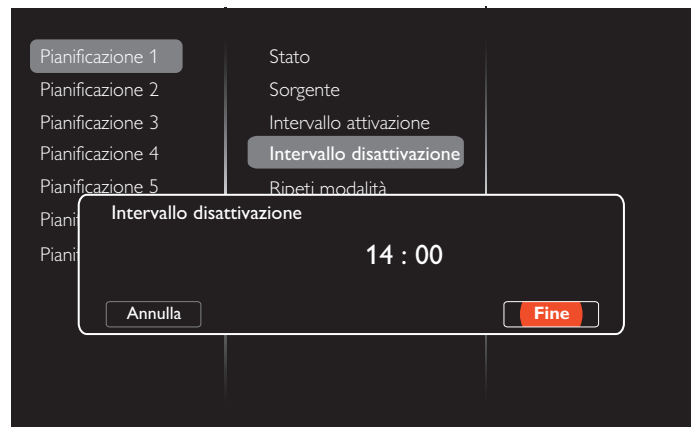 Pianificazione 1
Pianificazione 2
Pianificazione 3
Pianificazione 4
Pianificazione 5
Stato
Sorgente
Intervallo attivazione
Intervallo disattivazione
Ripeti modalità
Intervallo disattivazione
14 : 00
Annulla
Fine